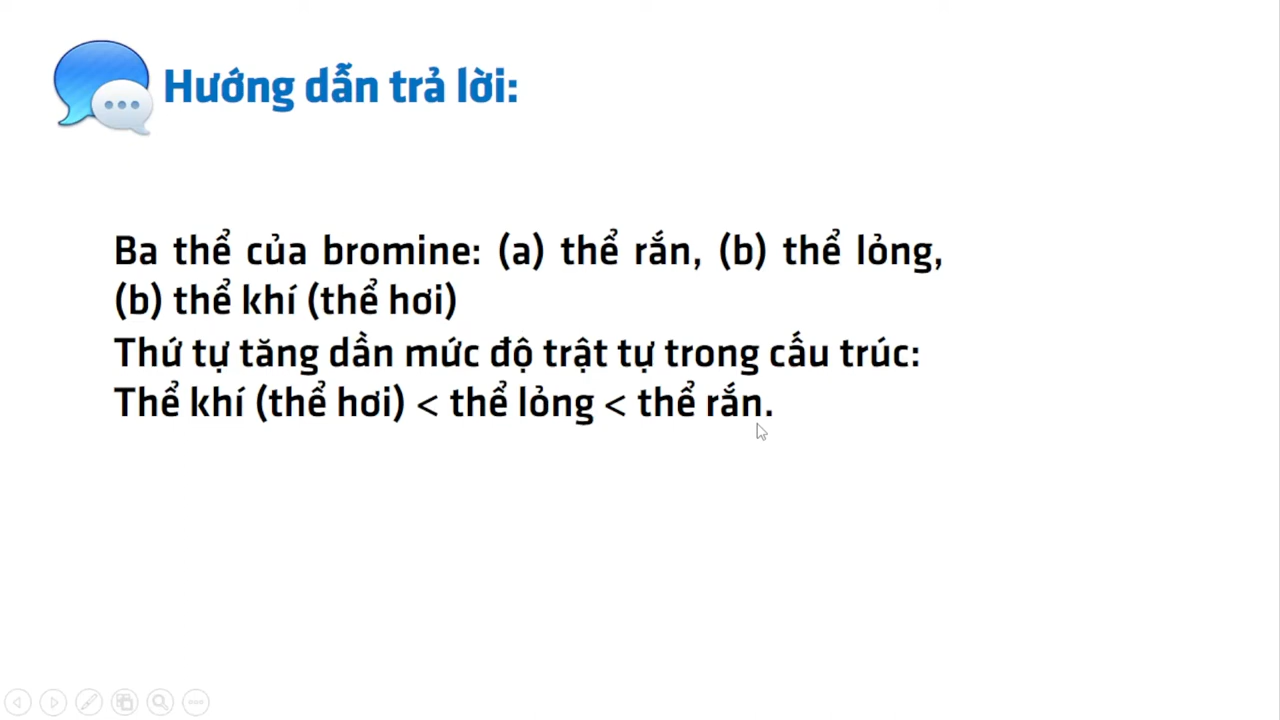 Hướng dẫn trả lời:
Ba thể của bromine: (a) thể rắn, (b) thể lỏng,
(b) thể khí (thể hơi)
Thứ tự tăng dần mức độ trật tự trong cấu trúc:
Thể khí (thể hơi) < thể lỏng < thể rắn.